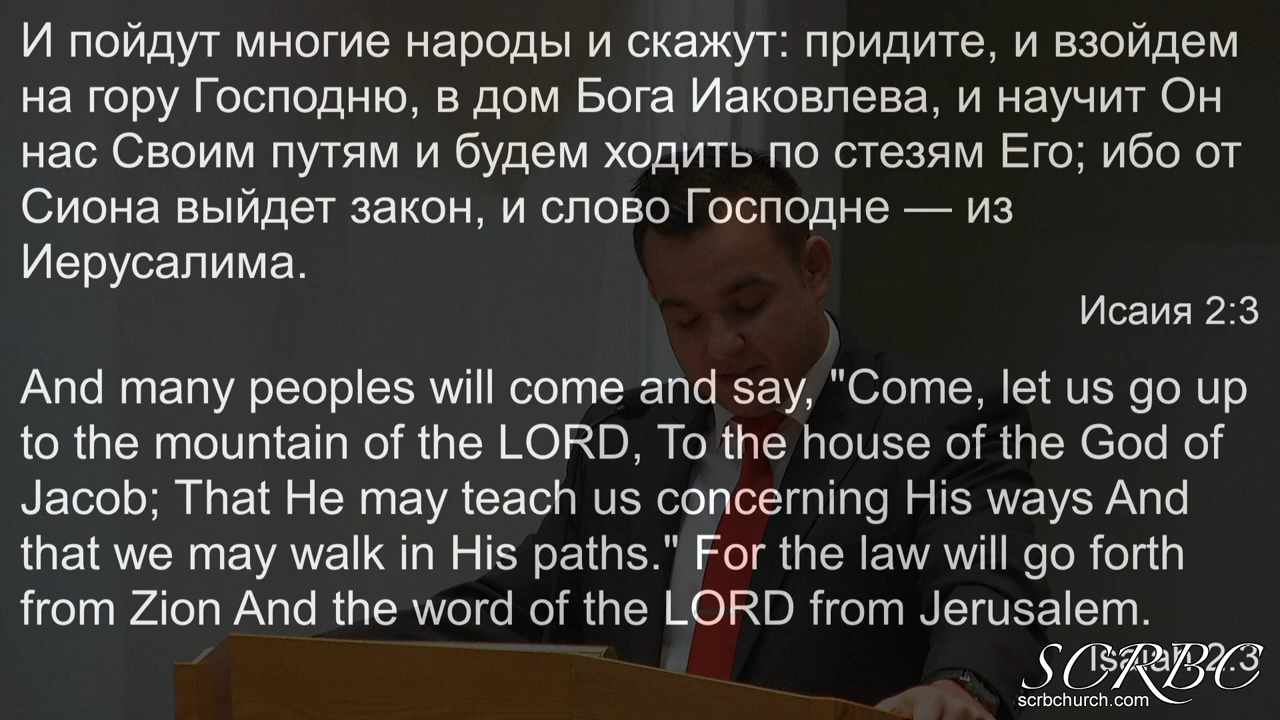 И пойдут многие народы и скажут: придите, и взойдем
на гору Господню, в дом Бога Иаковлева, и научит Он
нас Своим путям и будем ходить по стезям Его; ибо от
Сиона выйдет закон, и слово Господне — из
Иерусалима.
Исаия 2:3
And many peoples will come and say, "Come, let us go up
to the mountain of the LORD, To the house of the God of
Jacob; That He may teach us concerning His ways And
that we may walk in His paths." For the law will go forth
from Zion And the word of the LORD from Jerusalem.
Isaiah 2:3
SCRBC
scrbchurch.com